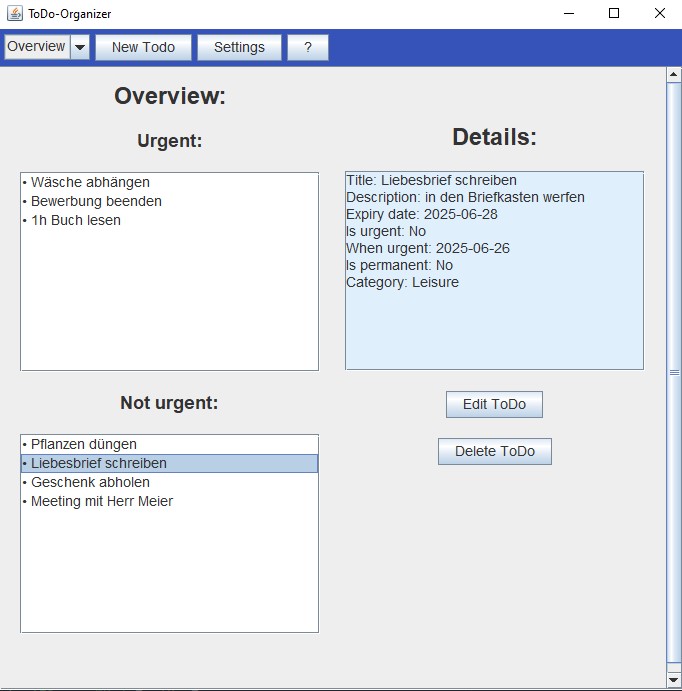 ToDo-Organizer
Overview New Todo Settings ?
Overview:
Urgent:
• Wäsche abhängen
• Bewerbung beenden
• 1h Buch lesen
Not urgent:
• Pflanzen düngen
• Liebesbrief schreiben
• Geschenk abholen
• Meeting mit Herr Meier
Details:
Title: Liebesbrief schreiben
Description: in den Briefkasten werfen
Expiry date: 2025-06-28
Is urgent: No
When urgent: 2025-06-26
Is permanent: No
Category: Leisure
Edit ToDo
Delete ToDo